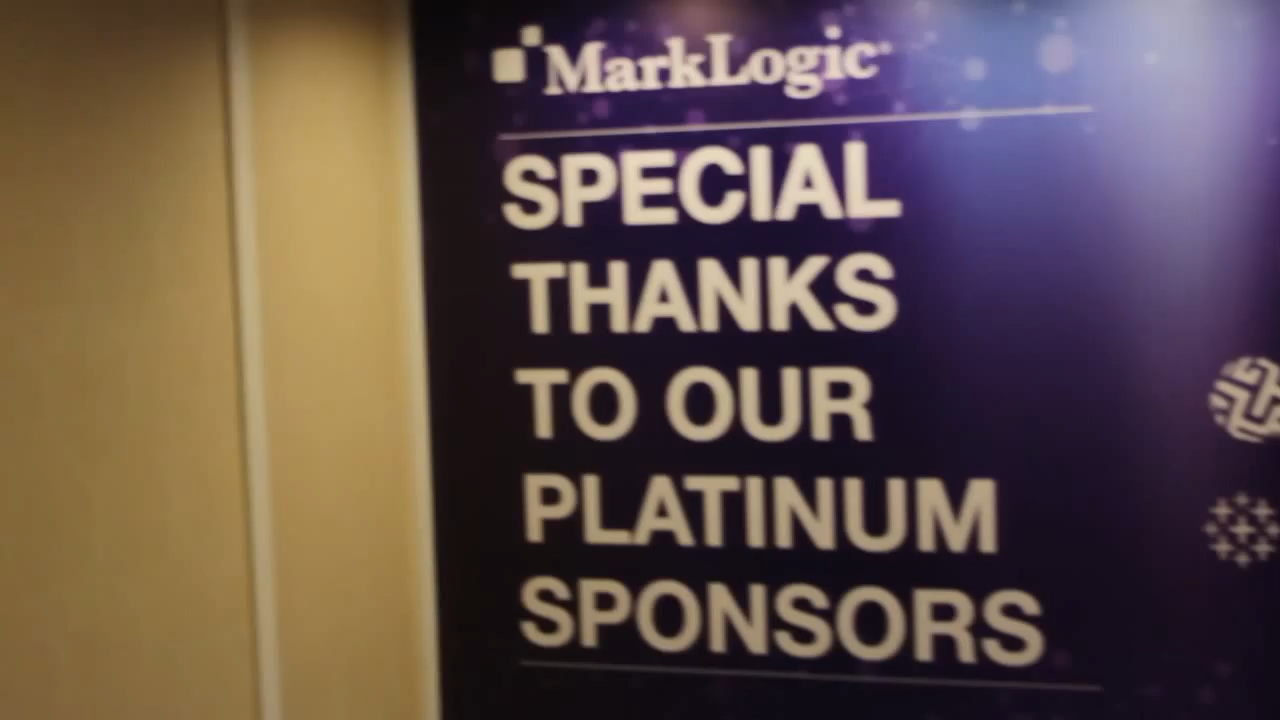 MarkLogic
SPECIAL
THANKS
TO OUR
PLATINUM
SPONSORS